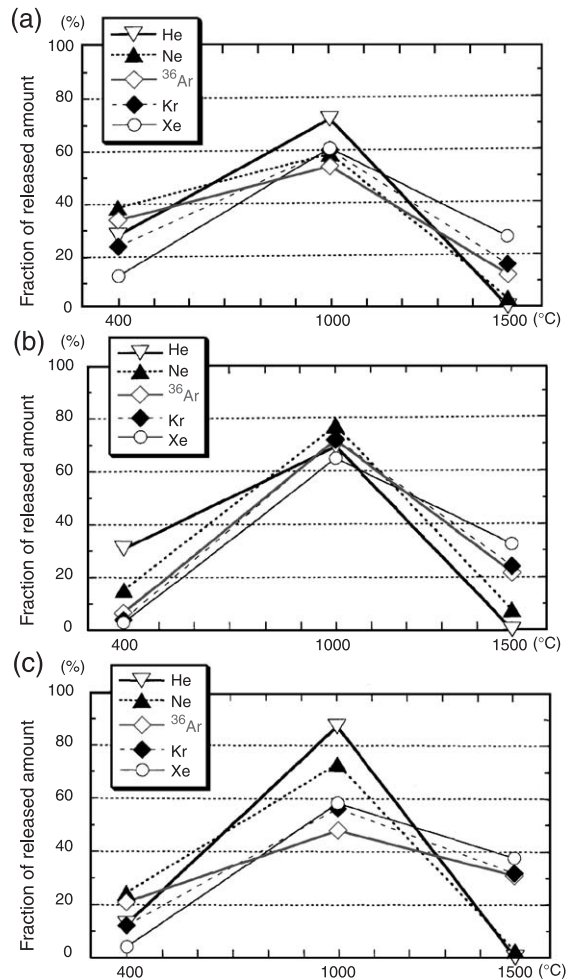 (a)
(%)
100
80
60
40
20
0
Fraction of released amount
He
Ne
36Ar
Kr
Xe
400
1000
1500 (°C)
(b)
(%)
100
80
60
40
20
0
Fraction of released amount
He
Ne
36Ar
Kr
Xe
400
1000
1500 (°C)
(c)
(%)
100
80
60
40
20
0
Fraction of released amount
He
Ne
36Ar
Kr
Xe
400
1000
1500 (°C)